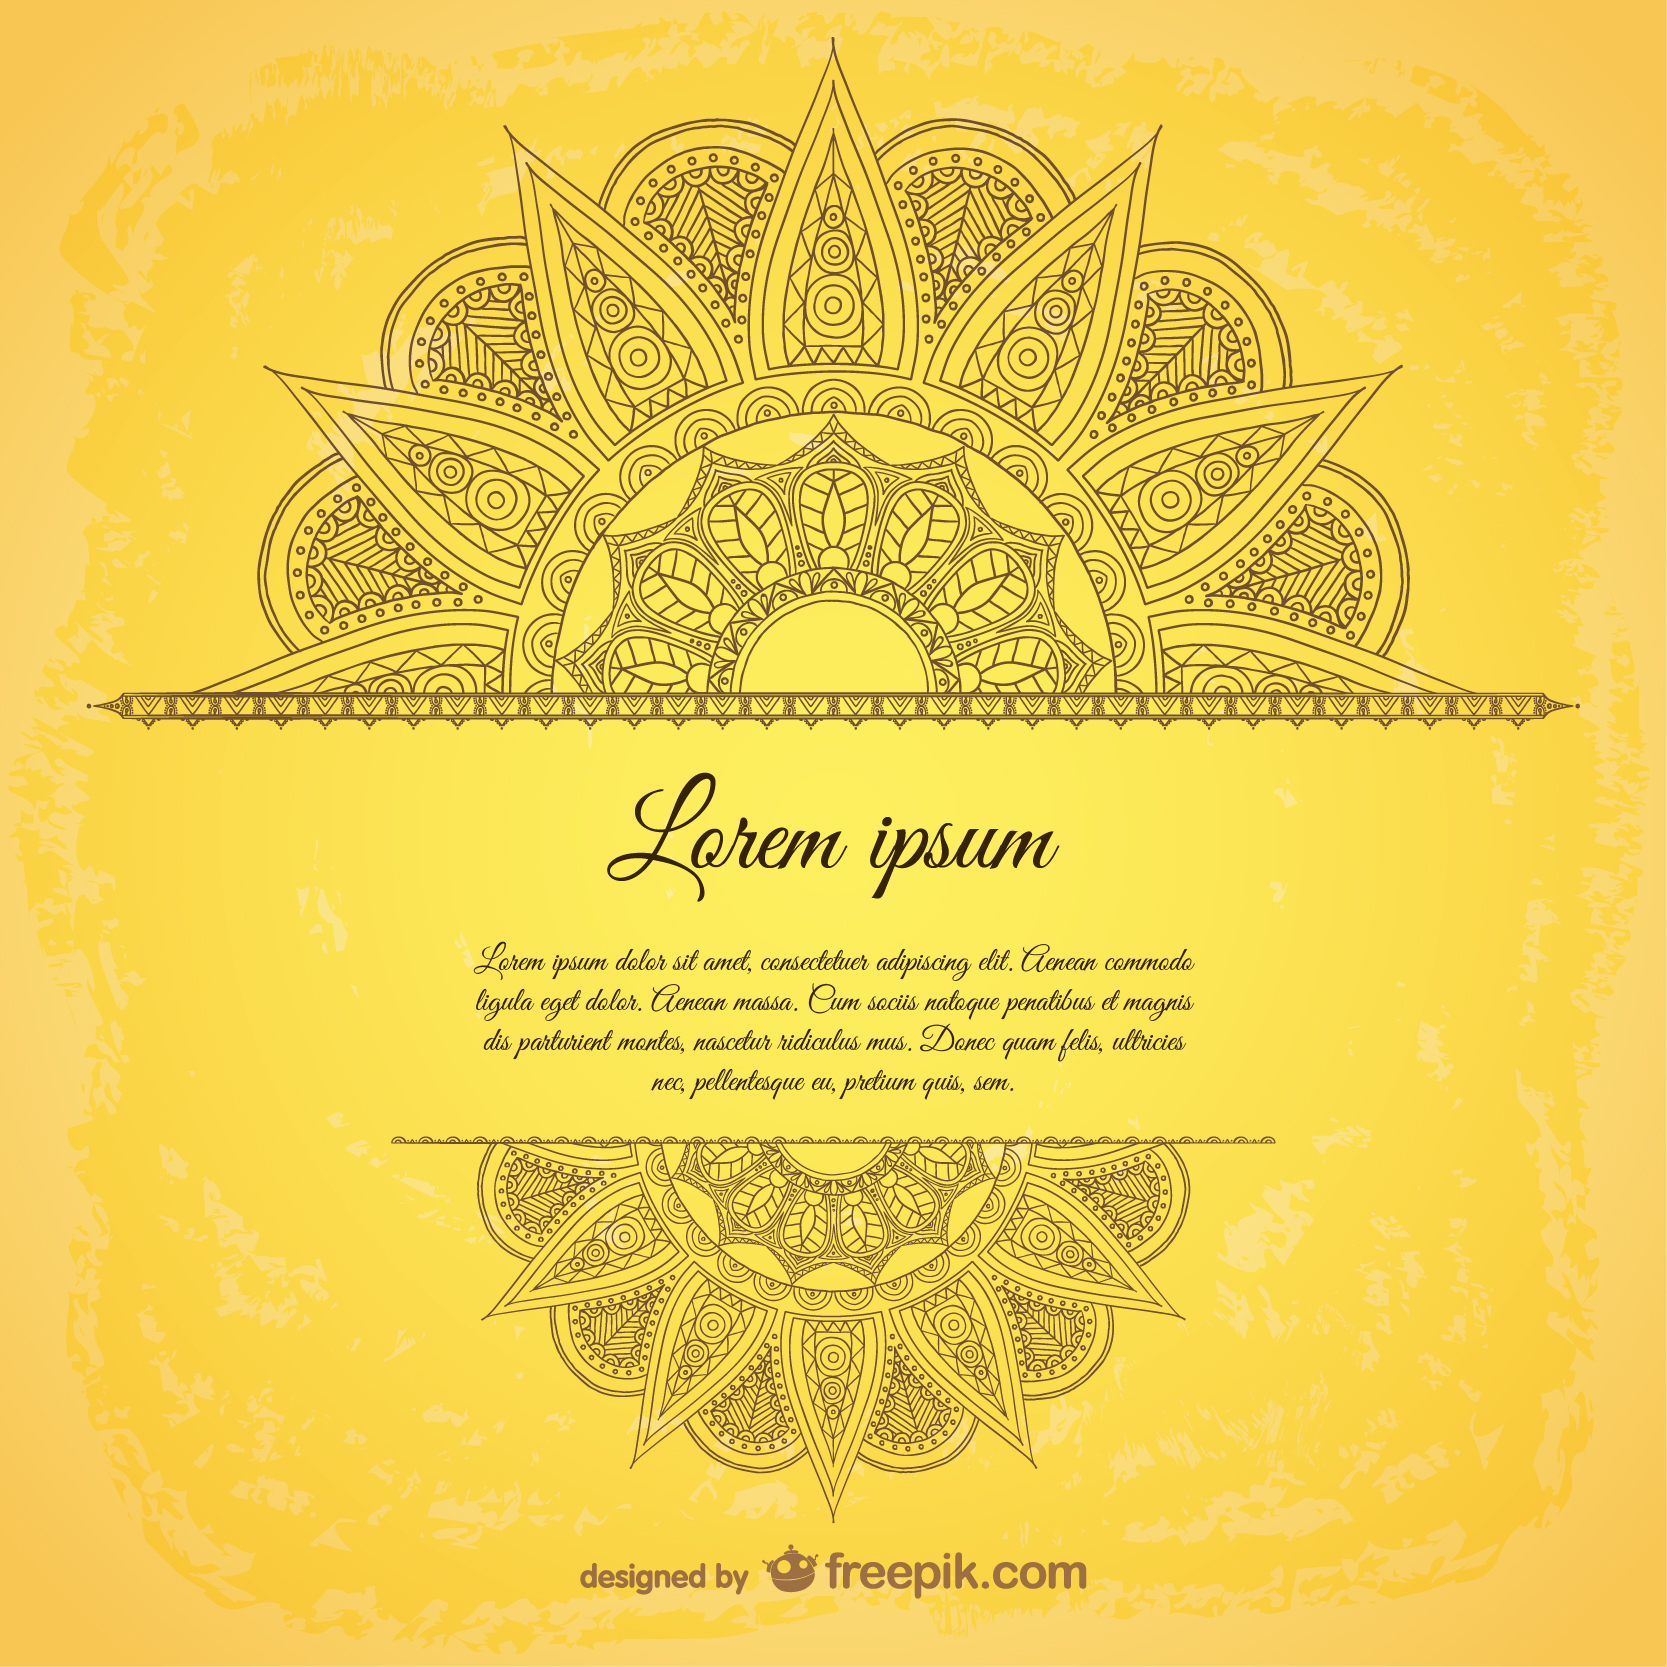 Lorem ipsum
Lorem ipsum dolor sit amet, consectetuer adipiscing elit. Aenean commodo
ligula eget dolor. Aenean massa. Cum sociis natoque penatibus et magnis
dis parturient montes, nascetur ridiculus mus. Donec quam felis, ultricies
nec, pellentesque eu, pretium quis, sem.
designed by freepik.com